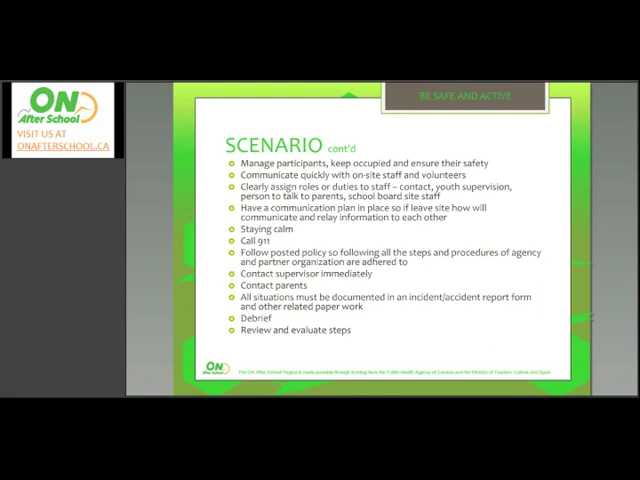 ON
After School
VISIT US AT
ONAFTERSCHOOL.CA
BE SAFE AND ACTIVE
SCENARIO cont'd
Manage participants, keep occupied and ensure their safety
Communicate quickly with on-site staff and volunteers
Clearly assign roles or duties to staff – contact, youth supervision,
person to talk to parents, school board site staff
Have a communication plan in place so if leave site how will
communicate and relay information to each other
Staying calm
Call 911
Follow posted policy so following all the steps and procedures of agency
and partner organization are adhered to
Contact supervisor immediately
Contact parents
All situations must be documented in an incident/accident report form
and other related paper work
Debrief
Review and evaluate steps
ON
After School
The ON After School Project is made possible through funding from the Public Health Agency of Canada and the Ministry of Tourism, Culture and Sport